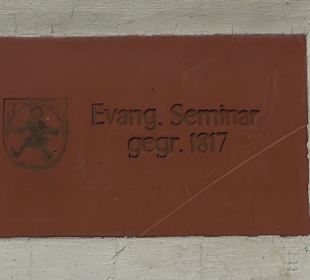 Evang. Seminar
gegr. 1817